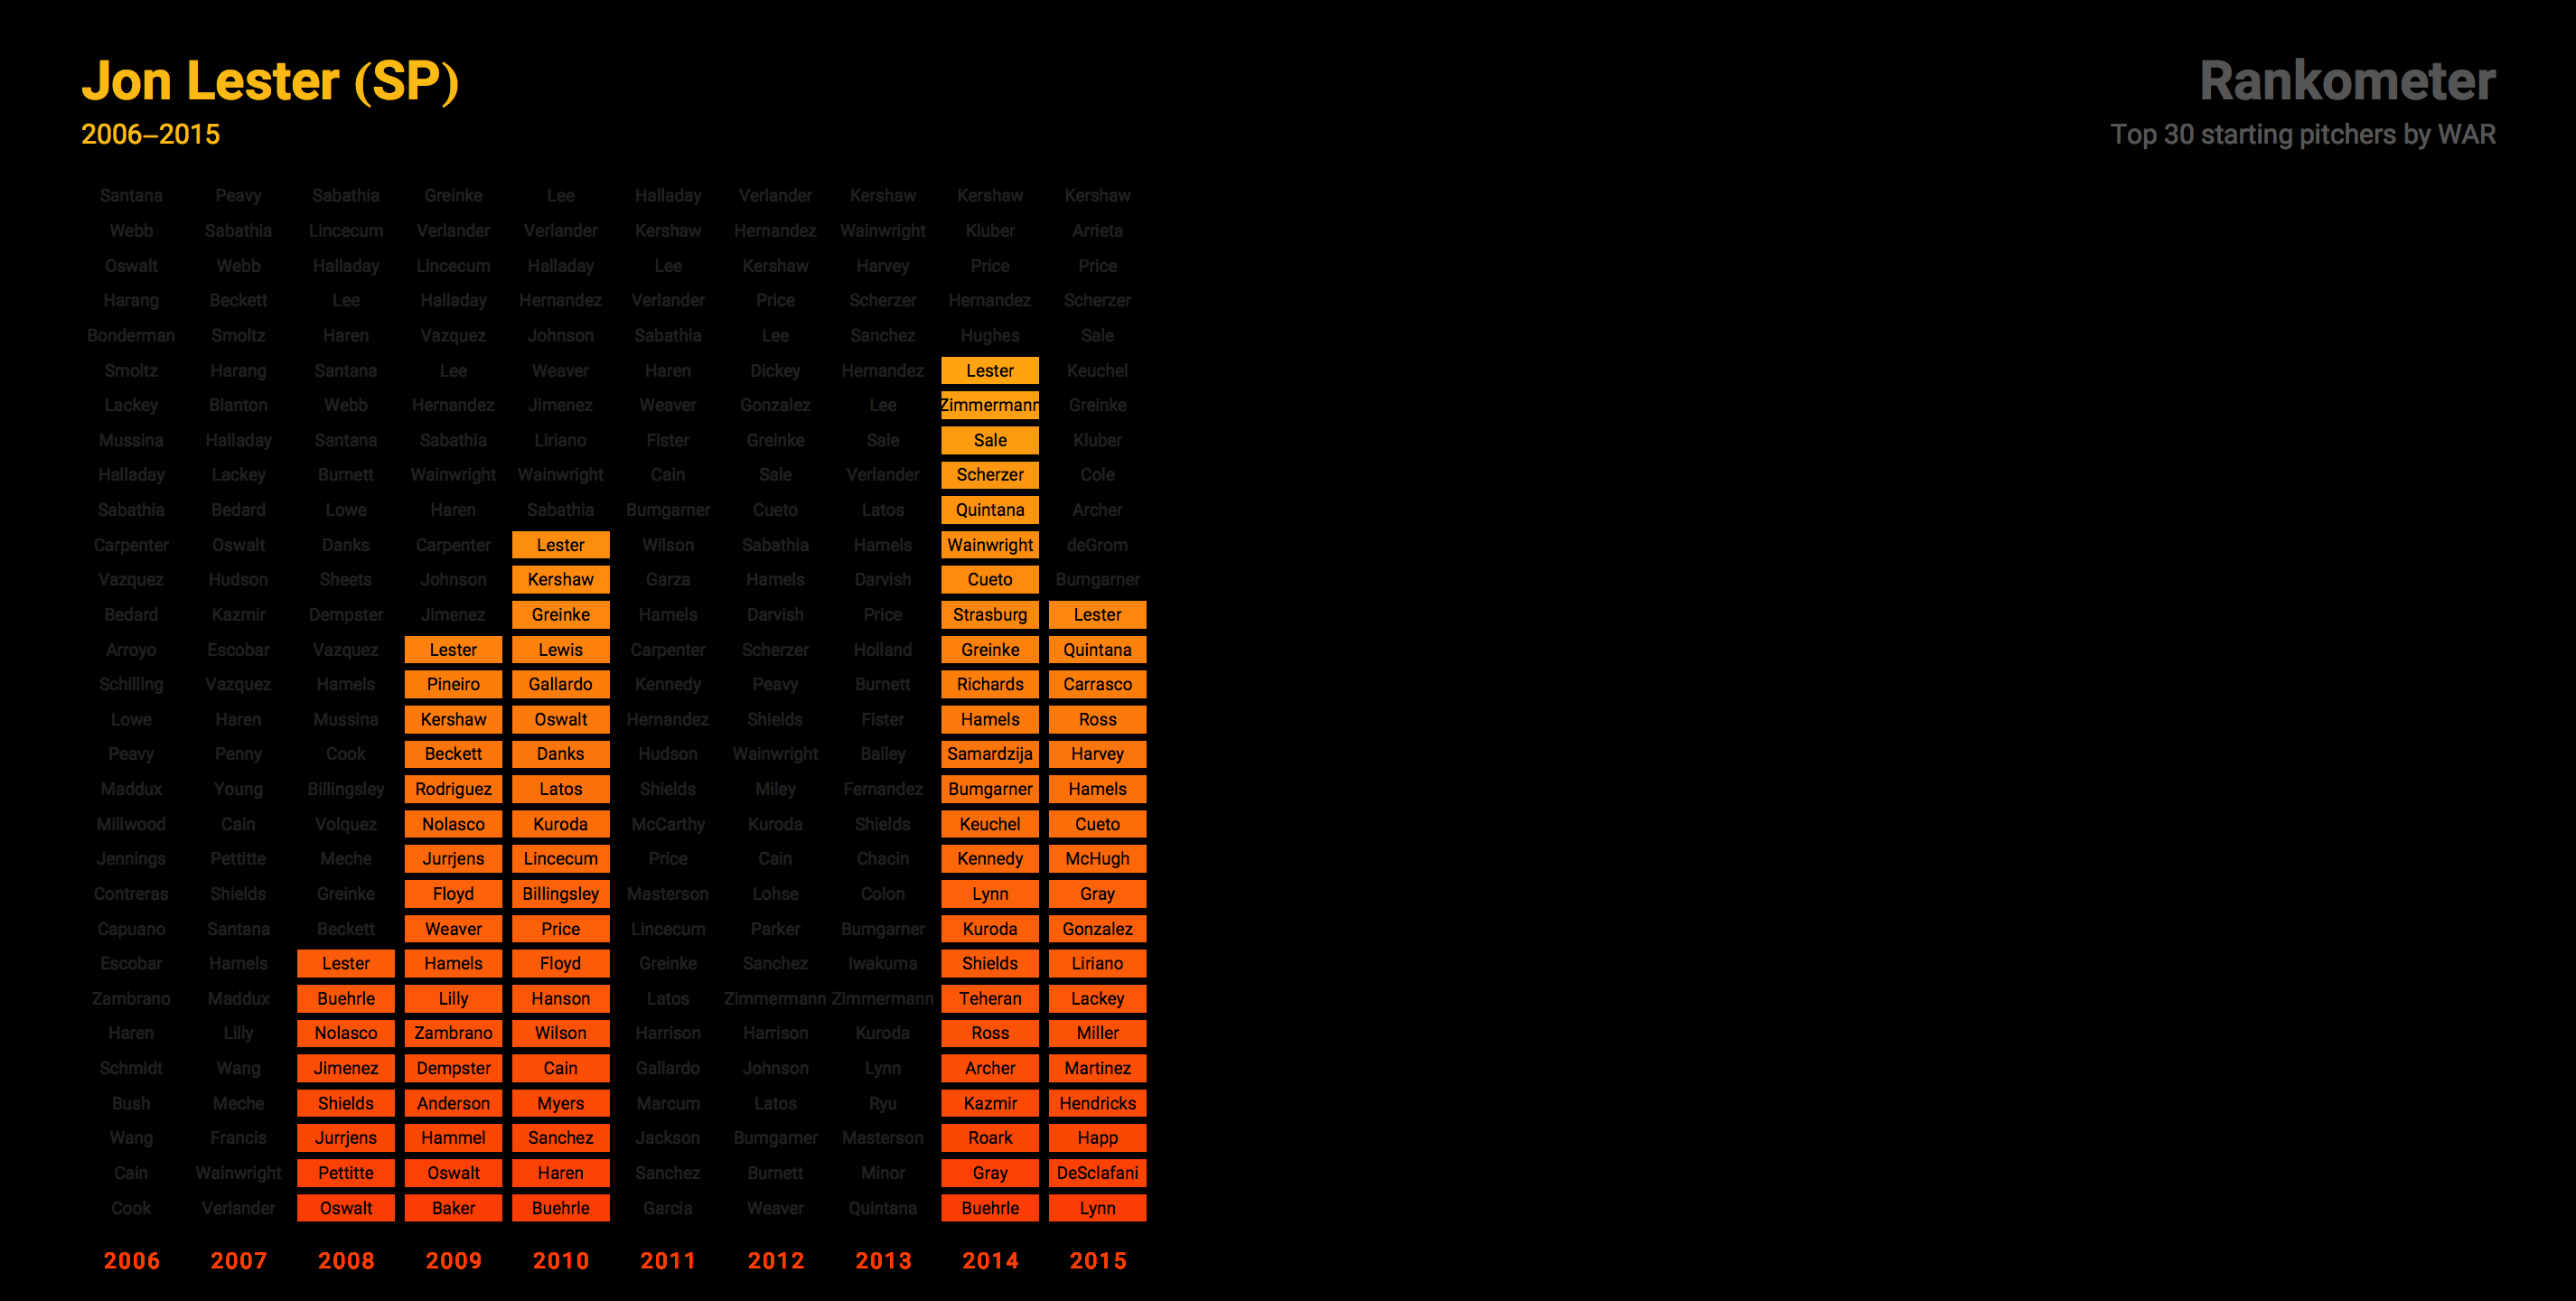 Jon Lester (SP)
2006–2015
Rankometer
Top 30 starting pitchers by WAR
Santana Peavy Sabathia Greinke Lee Halladay Verlander Kershaw Kershaw Kershaw
Webb Sabathia Lincecum Verlander Verlander Kershaw Hernandez Wainwright Kluber Arrieta
Oswalt Webb Halladay Lincecum Halladay Lee Kershaw Harvey Price Price
Harang Beckett Lee Halladay Hernandez Verlander Price Scherzer Hernandez Scherzer
Bonderman Smoltz Haren Vazquez Johnson Sabathia Lee Sanchez Hughes Sale
Smoltz Harang Santana Lee Weaver Haren Dickey Hernandez Lester Keuchel
Lackey Blanton Webb Hernandez Jimenez Weaver Gonzalez Lee Zimmermann Greinke
Mussina Halladay Santana Sabathia Liriano Fister Greinke Sale Sale Kluber
Halladay Lackey Burnett Wainwright Wainwright Cain Sale Verlander Scherzer Cole
Sabathia Bedard Lowe Haren Sabathia Bumgarner Cueto Latos Quintana Archer
Carpenter Oswalt Danks Carpenter Lester Wilson Sabathia Hamels Wainwright deGrom
Vazquez Hudson Sheets Johnson Kershaw Garza Hamels Darvish Cueto Bumgarner
Bedard Kazmir Dempster Jimenez Greinke Hamels Darvish Price Strasburg Lester
Arroyo Escobar Vazquez Lester Lewis Carpenter Scherzer Holland Greinke Quintana
Schilling Vazquez Hamels Pineiro Gallardo Kennedy Peavy Burnett Richards Carrasco
Lowe Haren Mussina Kershaw Oswalt Hernandez Shields Fister Hamels Ross
Peavy Penny Cook Beckett Danks Hudson Wainwright Bailey Samardzija Harvey
Maddux Young Billingsley Rodriguez Latos Shields Miley Fernandez Bumgarner Hamels
Millwood Cain Volquez Nolasco Kuroda McCarthy Kuroda Shields Keuchel Cueto
Jennings Pettitte Meche Jurrjens Lincecum Price Cain Chacin Kennedy McHugh
Contreras Shields Greinke Floyd Billingsley Masterson Lohse Colon Lynn Gray
Capuano Santana Beckett Weaver Price Lincecum Parker Bumgarner Kuroda Gonzalez
Escobar Hamels Lester Hamels Floyd Greinke Sanchez Iwakuma Shields Liriano
Zambrano Maddux Buehrle Lilly Hanson Latos Zimmermann Zimmermann Teheran Lackey
Haren Lilly Nolasco Zambrano Wilson Harrison Harrison Kuroda Ross Miller
Schmidt Wang Jimenez Dempster Cain Gallardo Johnson Lynn Archer Martinez
Bush Meche Shields Anderson Myers Marcum Latos Ryu Kazmir Hendricks
Wang Francis Jurrjens Hammel Sanchez Jackson Bumgarner Masterson Roark Happ
Cain Wainwright Pettitte Oswalt Haren Sanchez Burnett Minor Gray DeSclafani
Cook Verlander Oswalt Baker Buehrle Garcia Weaver Quintana Buehrle Lynn
2006 2007 2008 2009 2010 2011 2012 2013 2014 2015